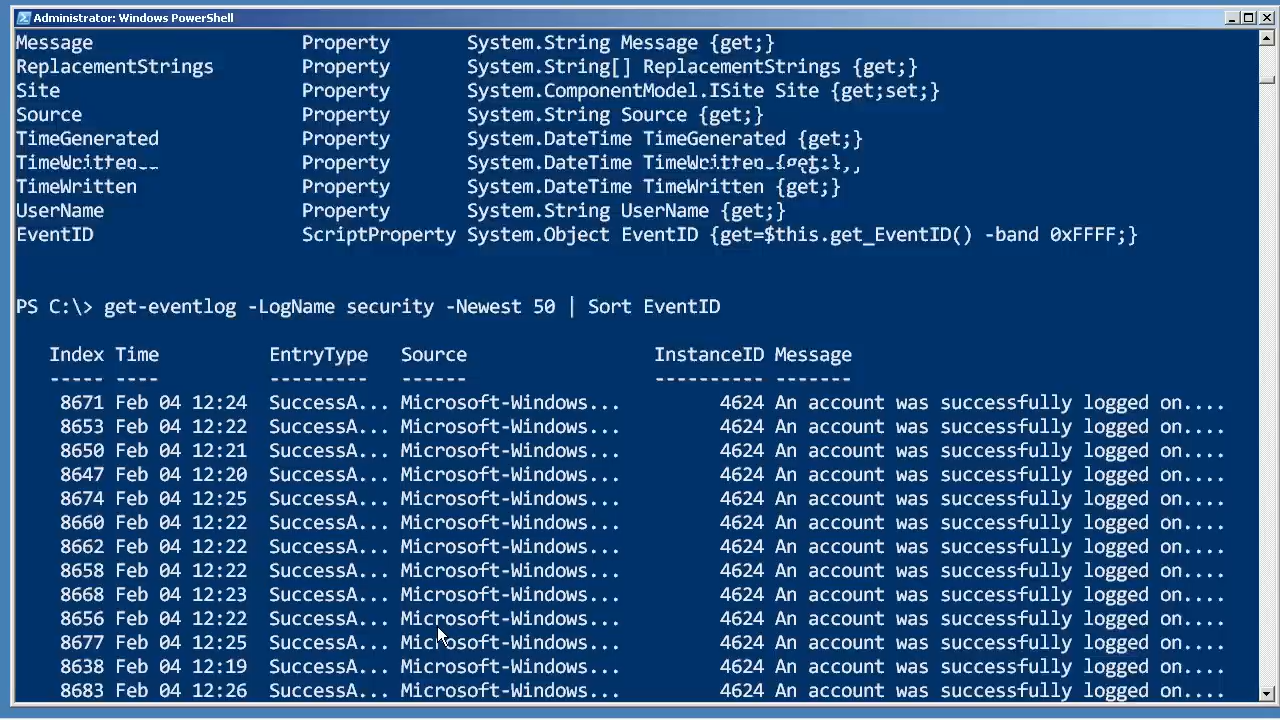 Administrator: Windows PowerShell
Message Property System.String Message {get;}
ReplacementStrings Property System.String[] ReplacementStrings {get;}
Site Property System.ComponentModel.ISite Site {get;set;}
Source Property System.String Source {get;}
TimeGenerated Property System.DateTime TimeGenerated {get;}
TimeWritten Property System.DateTime TimeWritten {get;}
TimeWritten Property System.DateTime TimeWritten {get;}
UserName Property System.String UserName {get;}
EventID ScriptProperty System.Object EventID {get=$this.get_EventID() -band 0xFFFF;}
PS C:\> get-eventlog -LogName security -Newest 50 | Sort EventID
Index Time EntryType Source InstanceID Message
----- ---- --------- ------ ---------- -------
8671 Feb 04 12:24 SuccessA... Microsoft-Windows... 4624 An account was successfully logged on....
8653 Feb 04 12:22 SuccessA... Microsoft-Windows... 4624 An account was successfully logged on....
8650 Feb 04 12:21 SuccessA... Microsoft-Windows... 4624 An account was successfully logged on....
8647 Feb 04 12:20 SuccessA... Microsoft-Windows... 4624 An account was successfully logged on....
8674 Feb 04 12:25 SuccessA... Microsoft-Windows... 4624 An account was successfully logged on....
8660 Feb 04 12:22 SuccessA... Microsoft-Windows... 4624 An account was successfully logged on....
8662 Feb 04 12:22 SuccessA... Microsoft-Windows... 4624 An account was successfully logged on....
8658 Feb 04 12:22 SuccessA... Microsoft-Windows... 4624 An account was successfully logged on....
8668 Feb 04 12:23 SuccessA... Microsoft-Windows... 4624 An account was successfully logged on....
8656 Feb 04 12:22 SuccessA... Microsoft-Windows... 4624 An account was successfully logged on....
8677 Feb 04 12:25 SuccessA... Microsoft-Windows... 4624 An account was successfully logged on....
8638 Feb 04 12:19 SuccessA... Microsoft-Windows... 4624 An account was successfully logged on....
8683 Feb 04 12:26 SuccessA... Microsoft-Windows... 4624 An account was successfully logged on....